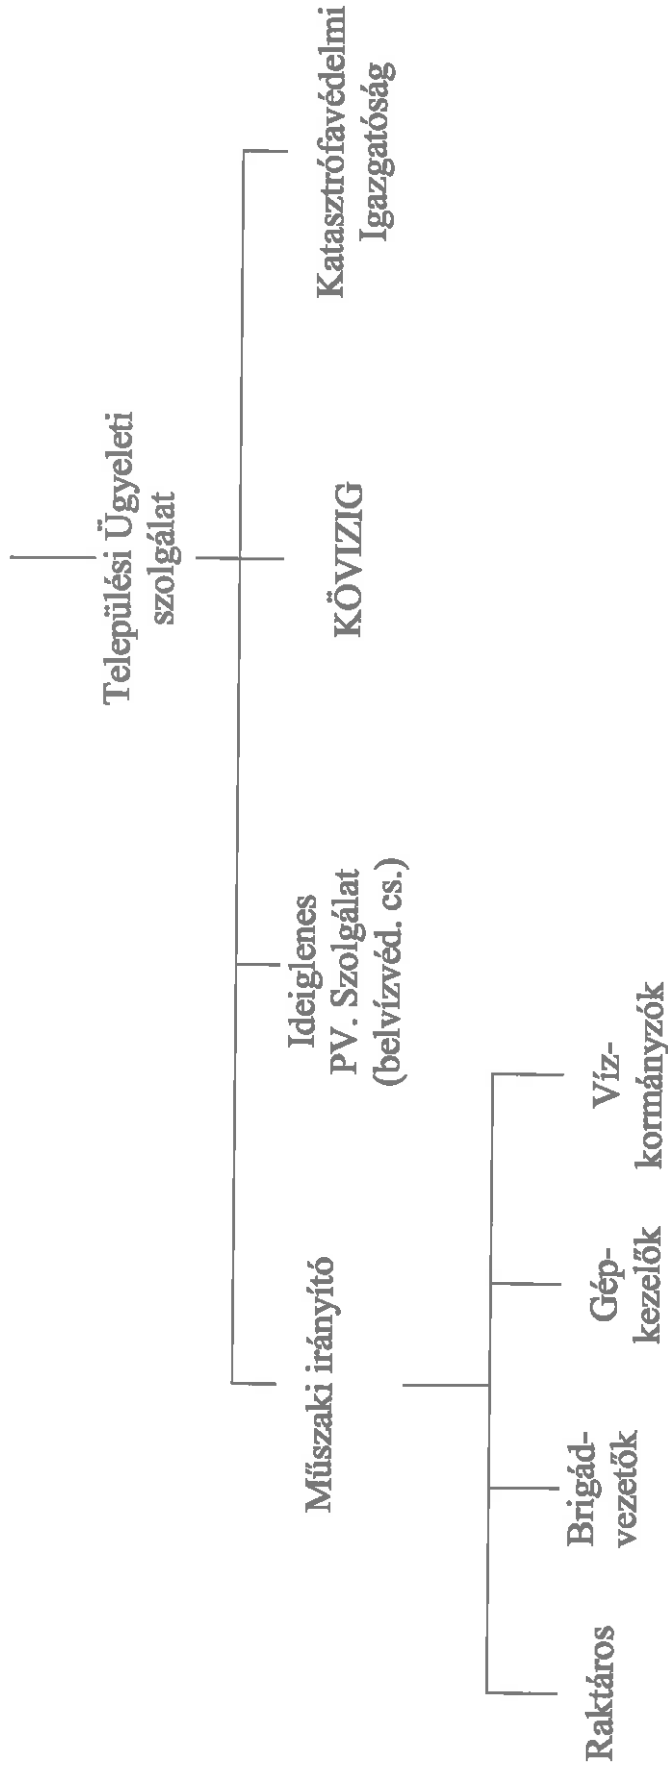 Települési Ügyeleti
szolgálat
Műszaki irányító
Ideiglenes
PV. Szolgálat
(belvízvéd. cs.)
KÖVIZIG
Katasztrófavédelmi
Igazgatóság
Raktáros
Brigád-
vezetők
Gép-
kezelők
Víz-
kormányzók